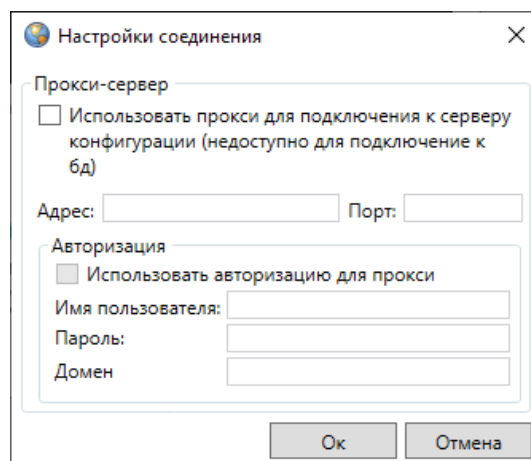 Настройки соединения
Прокси-сервер
Использовать прокси для подключения к серверу
конфигурации (недоступно для подключение к
бд)
Адрес: Порт:
Авторизация
Использовать авторизацию для прокси
Имя пользователя:
Пароль:
Домен
Ок Отмена